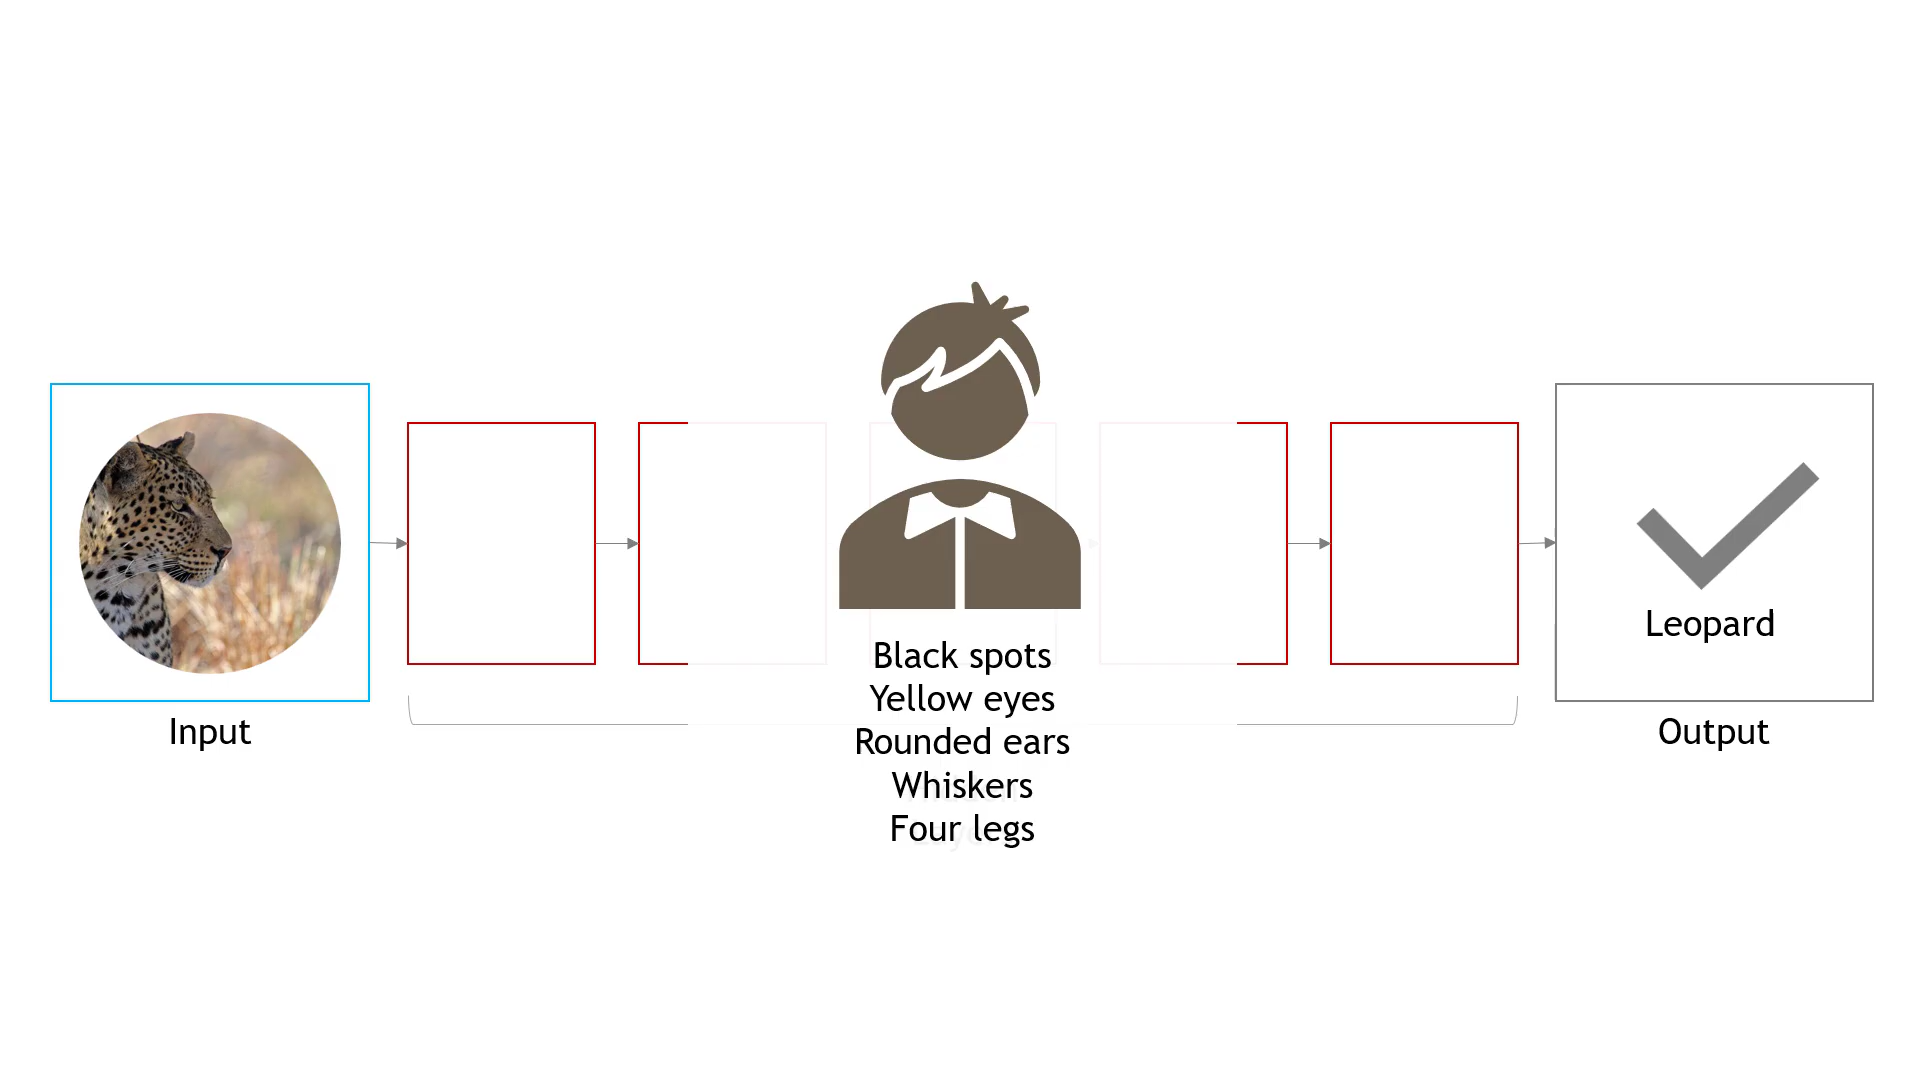 Leopard
Black spots
Yellow eyes
Rounded ears
Whiskers
Four legs
Input
Output